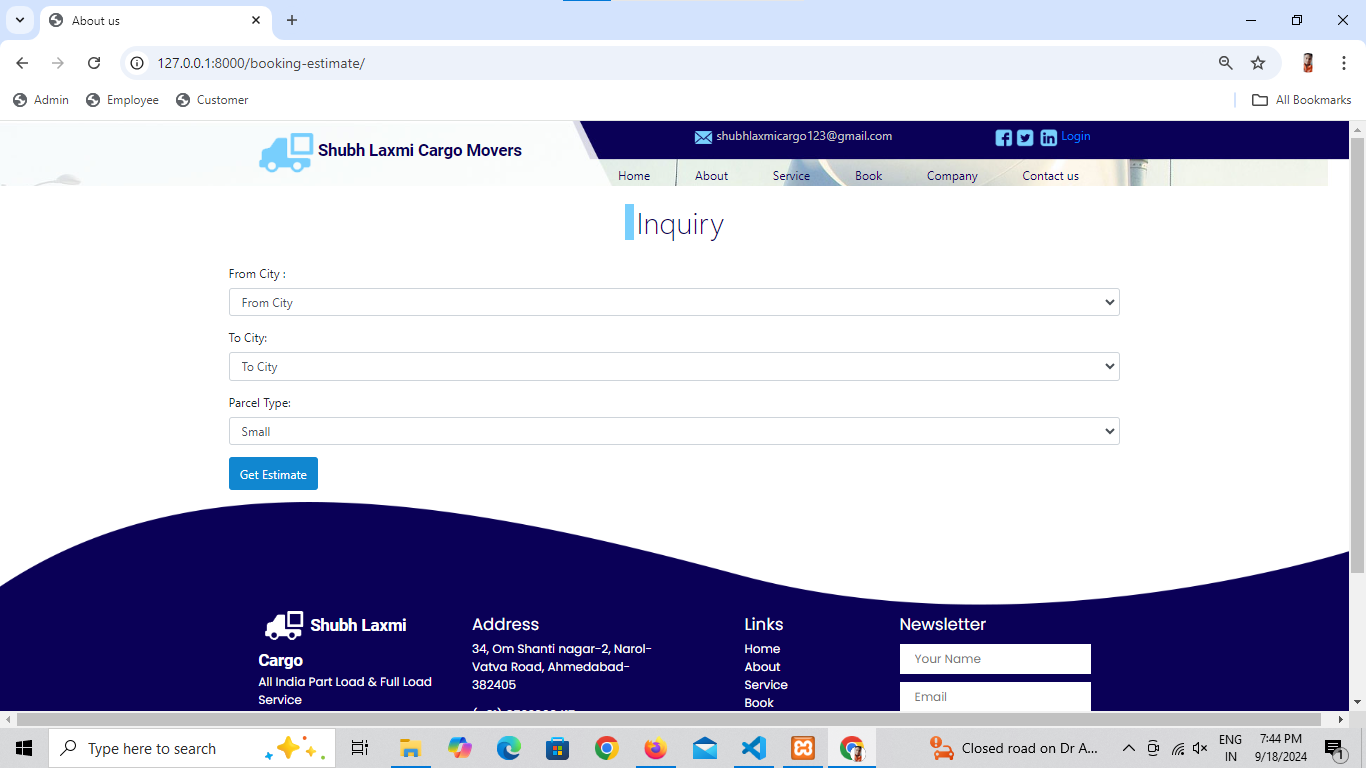 About us
127.0.0.1:8000/booking-estimate/
Admin Employee Customer All Bookmarks
Shubh Laxmi Cargo Movers
shubhlaxmicargo123@gmail.com Login
Home About Service Book Company Contact us
Inquiry
From City :
From City
To City:
To City
Parcel Type:
Small
Get Estimate
Shubh Laxmi
Cargo
All India Part Load & Full Load
Service
Address
34, Om Shanti nagar-2, Narol-
Vatva Road, Ahmedabad-
382405
Links
Home
About
Service
Book
Newsletter
Your Name
Email
Type here to search
Closed road on Dr A...
ENG
IN
7:44 PM
9/18/2024
1